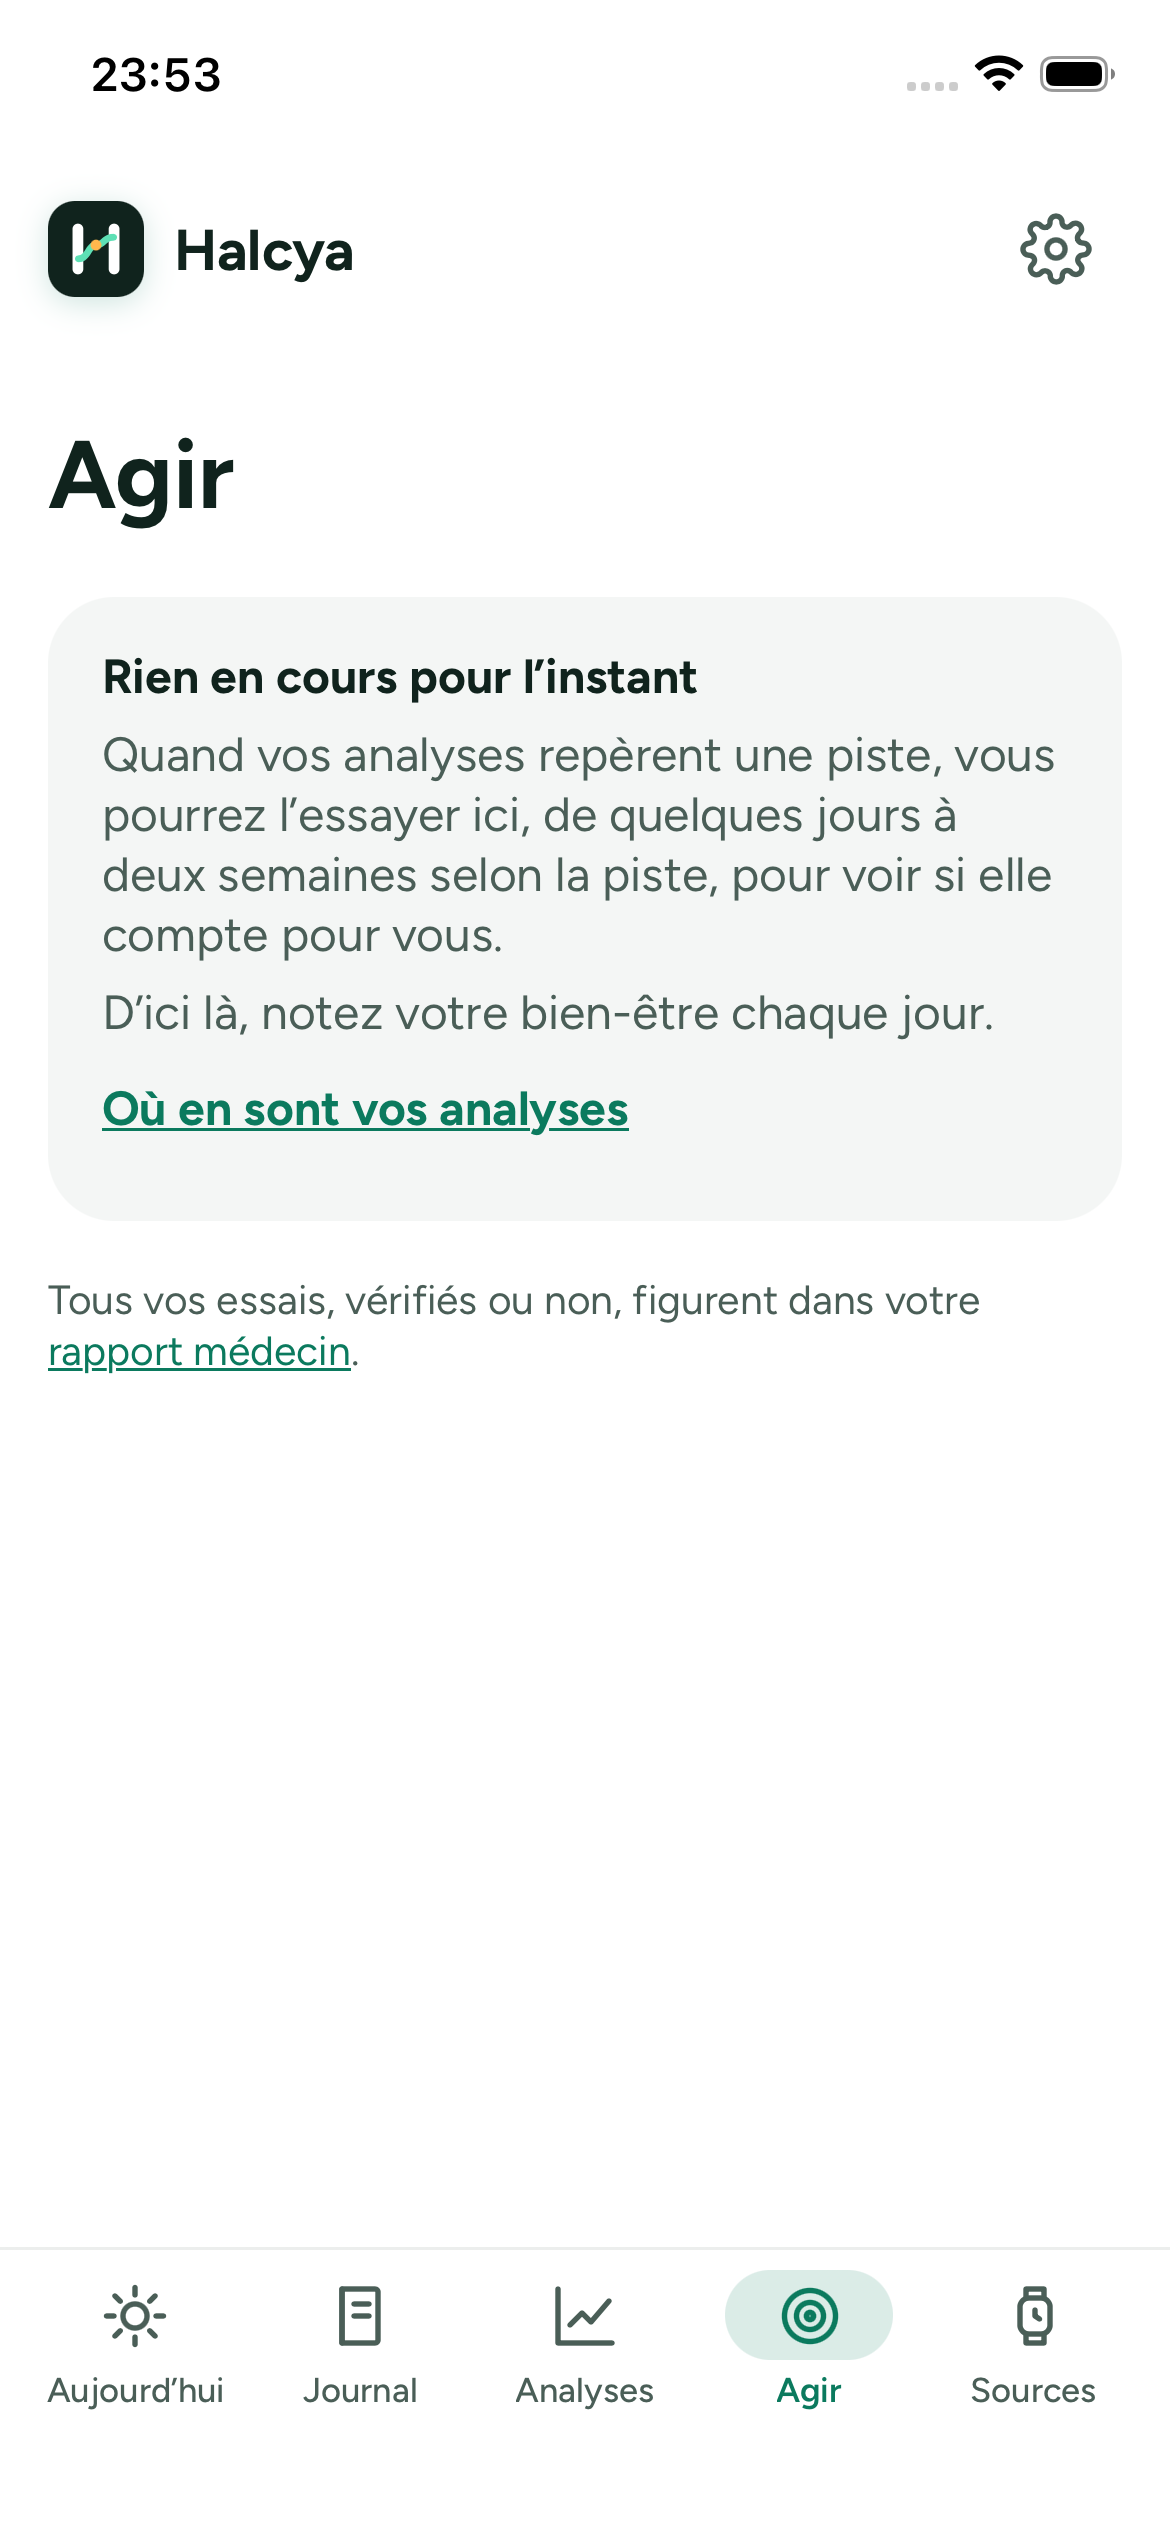 23:53
Halcya
Agir
Rien en cours pour l’instant
Quand vos analyses repèrent une piste, vous
pourrez l’essayer ici, de quelques jours à
deux semaines selon la piste, pour voir si elle
compte pour vous.
D’ici là, notez votre bien-être chaque jour.
Où en sont vos analyses
Tous vos essais, vérifiés ou non, figurent dans votre
rapport médecin.
Aujourd’hui
Journal
Analyses
Agir
Sources